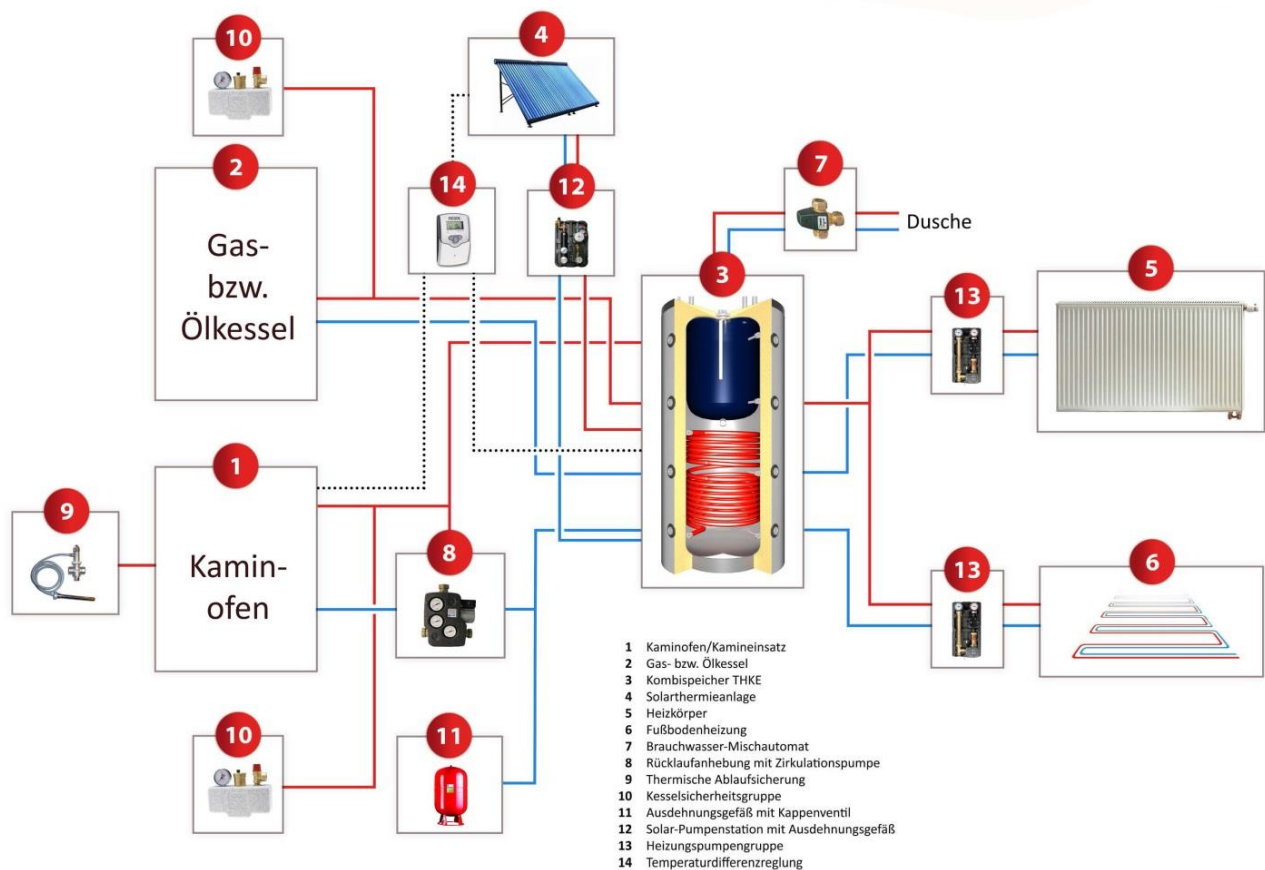 10
4
2
14
12
7
Gas-
bzw.
Ölkessel
Dusche
3
13
5
1
9
Kamin-
ofen
8
13
6
10
11
1 Kaminofen/Kamineinsatz
2 Gas- bzw. Ölkessel
3 Kombispeicher THKE
4 Solarthermieanlage
5 Heizkörper
6 Fußbodenheizung
7 Brauchwasser-Mischautomat
8 Rücklaufanhebung mit Zirkulationspumpe
9 Thermische Ablaufsicherung
10 Kesselsicherheitsgruppe
11 Ausdehnungsgefäß mit Kappenventil
12 Solar-Pumpenstation mit Ausdehnungsgefäß
13 Heizungspumpengruppe
14 Temperaturdifferenzreglung